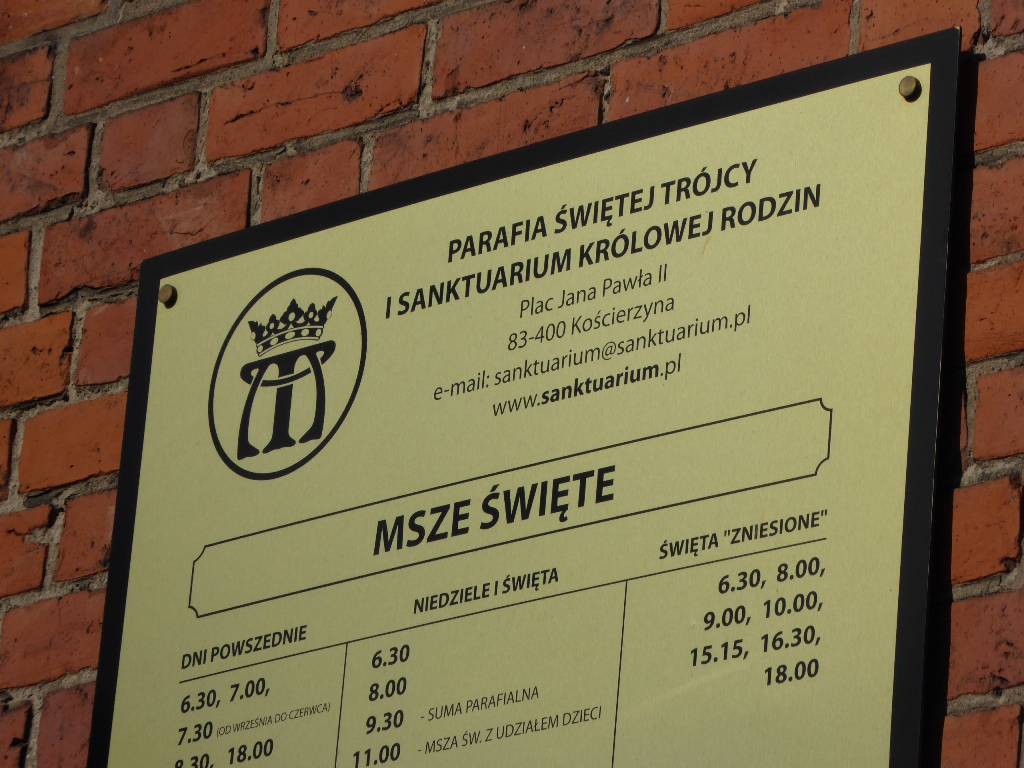 PARAFIA ŚWIĘTEJ TRÓJCY
I SANKTUARIUM KRÓLOWEJ RODZIN
Plac Jana Pawła II
83-400 Kościerzyna
e-mail: sanktuarium@sanktuarium.pl
www.sanktuarium.pl
MSZE ŚWIĘTE
DNI POWSZEDNIE
6.30, 7.00,
7.30 (OD WRZEŚNIA DO CZERWCA)
8.30, 18.00
NIEDZIELE I ŚWIĘTA
6.30
8.00
9.30 - SUMA PARAFIALNA
11.00 - MSZA ŚW. Z UDZIAŁEM DZIECI
ŚWIĘTA "ZNIESIONE"
6.30, 8.00,
9.00, 10.00,
15.15, 16.30,
18.00